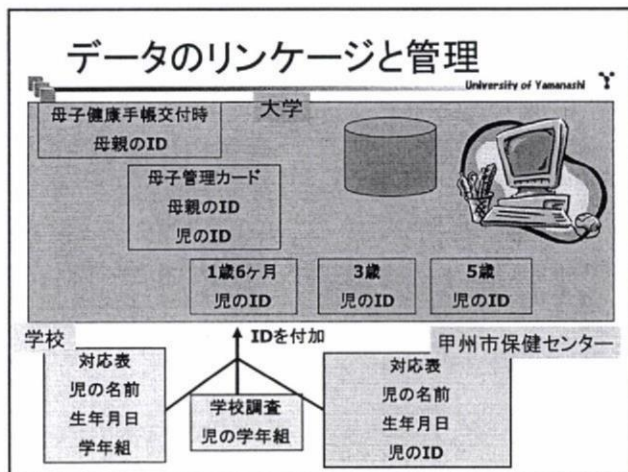 データのリンケージと管理
University of Yamanashi
大学
母子健康手帳交付時
母親のID
母子管理カード
母親のID
児のID
1歳6ヶ月
児のID
3歳
児のID
5歳
児のID
学校
IDを付加
甲州市保健センター
対応表
児の名前
生年月日
学年組
学校調査
児の学年組
対応表
児の名前
生年月日
児のID